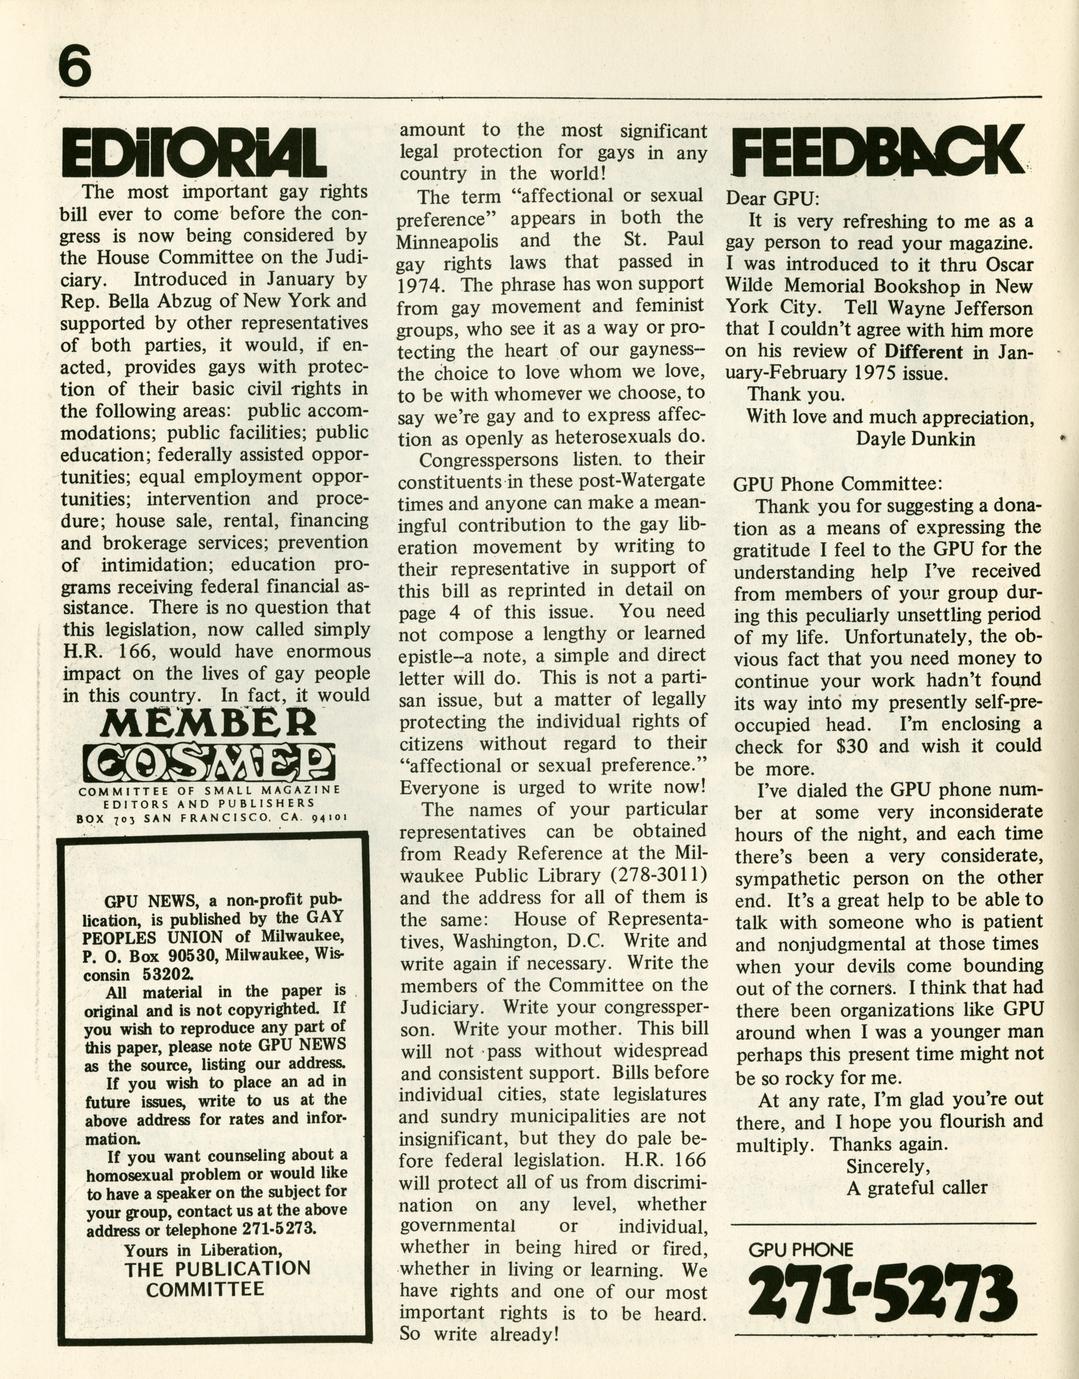 6
EDITORIAL
The most important gay rights
bill ever to come before the con-
gress is now being considered by
the House Committee on the Judi-
ciary. Introduced in January by
Rep. Bella Abzug of New York and
supported by other representatives
of both parties, it would, if en-
acted, provides gays with protec-
tion of their basic civil rights in
the following areas: public accom-
modations; public facilities; public
education; federally assisted oppor-
tunities; equal employment oppor-
tunities; intervention and proce-
dure; house sale, rental, financing
and brokerage services; prevention
of intimidation; education pro-
grams receiving federal financial as-
sistance. There is no question that
this legislation, now called simply
H.R. 166, would have enormous
impact on the lives of gay people
in this country. In fact, it would
MEMBER
COSMEP
COMMITTEE OF SMALL MAGAZINE
EDITORS AND PUBLISHERS
BOX 703 SAN FRANCISCO, CA. 94101
GPU NEWS, a non-profit pub-
lication, is published by the GAY
PEOPLES UNION of Milwaukee,
P. O. Box 90530, Milwaukee, Wis-
consin 53202.
All material in the paper is
original and is not copyrighted. If
you wish to reproduce any part of
this paper, please note GPU NEWS
as the source, listing our address.
If you wish to place an ad in
future issues, write to us at the
above address for rates and infor-
mation.
If you want counseling about a
homosexual problem or would like
to have a speaker on the subject for
your group, contact us at the above
address or telephone 271-5273.
Yours in Liberation,
THE PUBLICATION
COMMITTEE
amount to the most significant
legal protection for gays in any
country in the world!
The term “affectional or sexual
preference” appears in both the
Minneapolis and the St. Paul
gay rights laws that passed in
1974. The phrase has won support
from gay movement and feminist
groups, who see it as a way or pro-
tecting the heart of our gayness--
the choice to love whom we love,
to be with whomever we choose, to
say we're gay and to express affec-
tion as openly as heterosexuals do.
Congresspersons listen. to their
constituents in these post-Watergate
times and anyone can make a mean-
ingful contribution to the gay lib-
eration movement by writing to
their representative in support of
this bill as reprinted in detail on
page 4 of this issue. You need
not compose a lengthy or learned
epistle--a note, a simple and direct
letter will do. This is not a parti-
san issue, but a matter of legally
protecting the individual rights of
citizens without regard to their
“affectional or sexual preference.”
Everyone is urged to write now!
The names of your particular
representatives can be obtained
from Ready Reference at the Mil-
waukee Public Library (278-3011)
and the address for all of them is
the same: House of Representa-
tives, Washington, D.C. Write and
write again if necessary. Write the
members of the Committee on the
Judiciary. Write your congressper-
son. Write your mother. This bill
will not pass without widespread
and consistent support. Bills before
individual cities, state legislatures
and sundry municipalities are not
insignificant, but they do pale be-
fore federal legislation. H.R. 166
will protect all of us from discrimi-
nation on any level, whether
governmental or individual,
whether in being hired or fired,
whether in living or learning. We
have rights and one of our most
important rights is to be heard.
So write already!
FEEDBACK
Dear GPU:
It is very refreshing to me as a
gay person to read your magazine.
I was introduced to it thru Oscar
Wilde Memorial Bookshop in New
York City. Tell Wayne Jefferson
that I couldn't agree with him more
on his review of Different in Jan-
uary-February 1975 issue.
Thank you.
With love and much appreciation,
Dayle Dunkin
GPU Phone Committee:
Thank you for suggesting a dona-
tion as a means of expressing the
gratitude I feel to the GPU for the
understanding help I've received
from members of your group dur-
ing this peculiarly unsettling period
of my life. Unfortunately, the ob-
vious fact that you need money to
continue your work hadn't found
its way into my presently self-pre-
occupied head. I'm enclosing a
check for $30 and wish it could
be more.
I've dialed the GPU phone num-
ber at some very inconsiderate
hours of the night, and each time
there's been a very considerate,
sympathetic person on the other
end. It's a great help to be able to
talk with someone who is patient
and nonjudgmental at those times
when your devils come bounding
out of the corners. I think that had
there been organizations like GPU
around when I was a younger man
perhaps this present time might not
be so rocky for me.
At any rate, I'm glad you're out
there, and I hope you flourish and
multiply. Thanks again.
Sincerely,
A grateful caller
GPU PHONE
271-5273